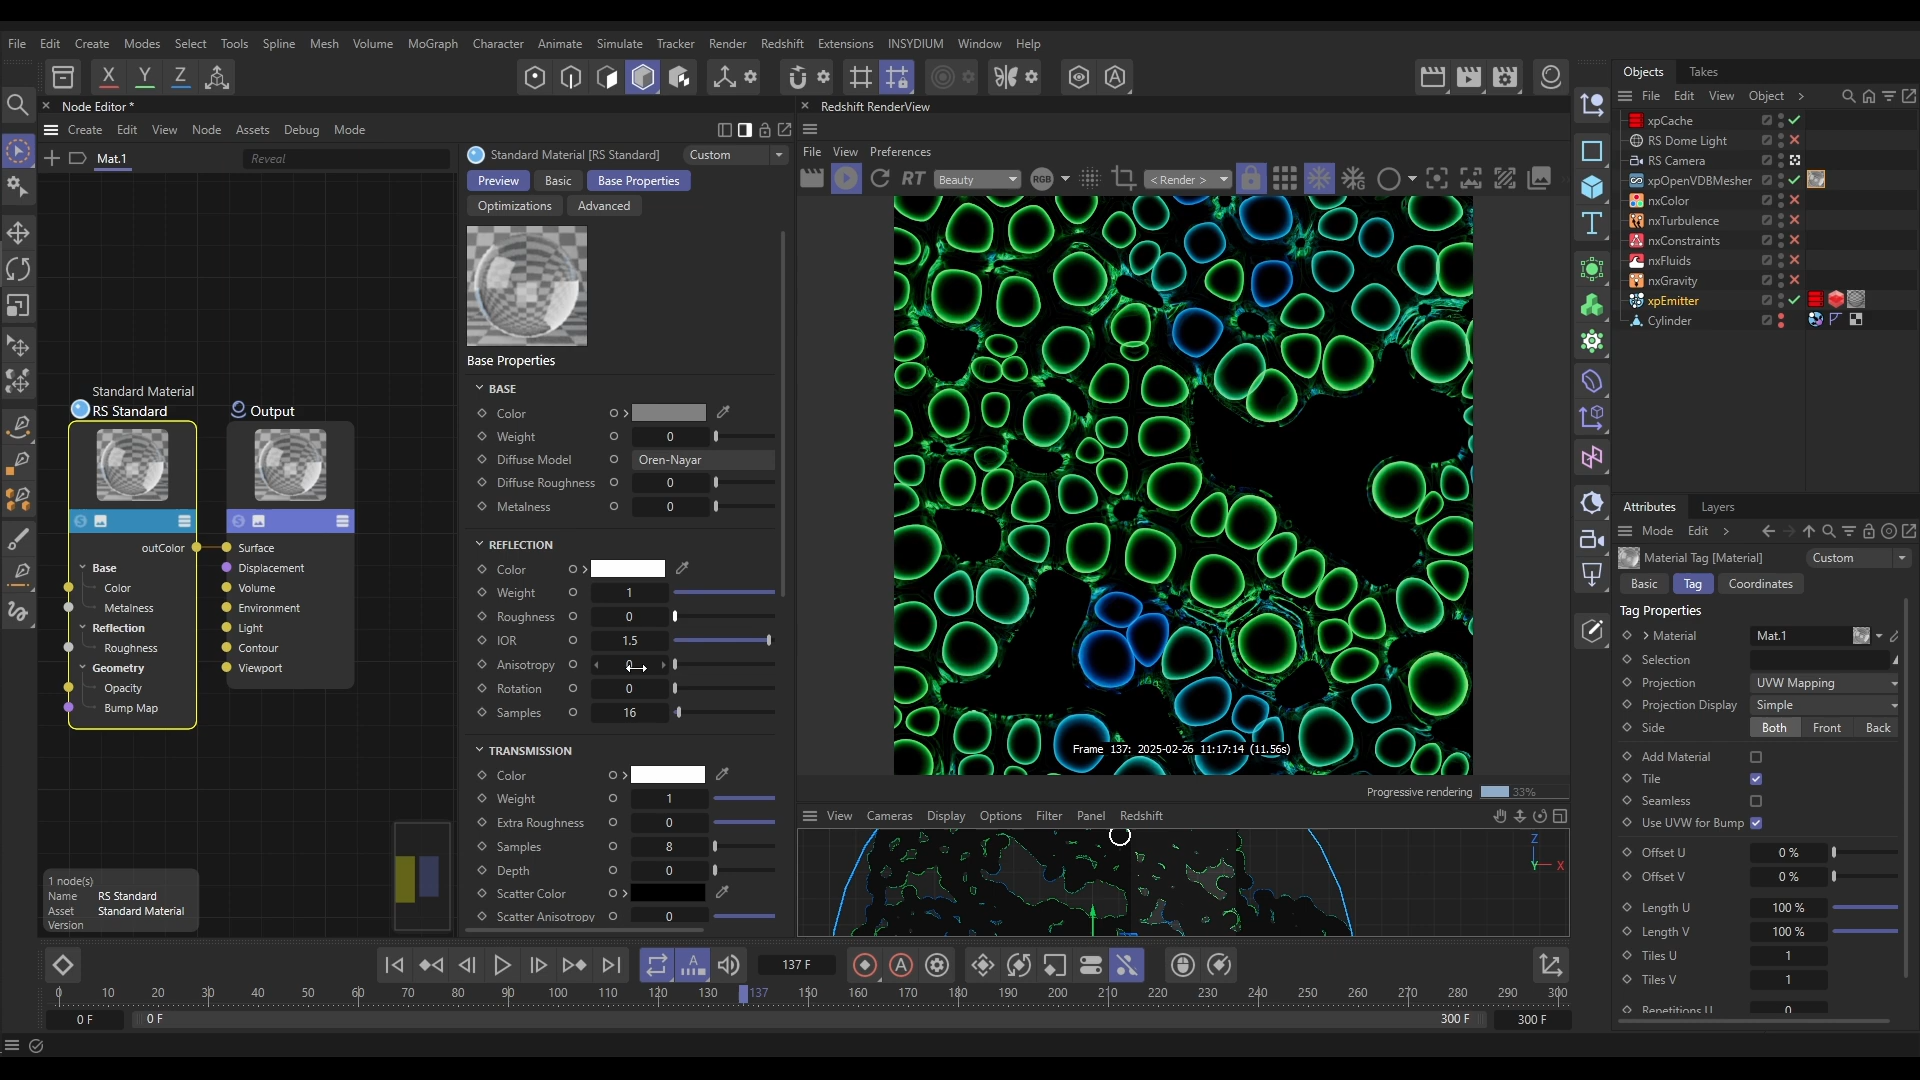 File Edit Create Modes Select Tools Spline Mesh Volume MoGraph Character Animate Simulate Tracker Render Redshift Extensions INSYDIUM Window Help
X Y Z
Node Editor *
Create Edit View Node Assets Debug Mode
Mat.1
Reveal
Standard Material
RS Standard
Output
outColor
Base
Color
Metalness
Reflection
Roughness
Geometry
Opacity
Bump Map
Surface
Displacement
Volume
Environment
Light
Contour
Viewport
1 node(s)
Name RS Standard
Asset Standard Material
Version
Standard Material [RS Standard] Custom
Preview Basic Base Properties
Optimizations Advanced
Base Properties
BASE
Color
Weight 0
Diffuse Model Oren-Nayar
Diffuse Roughness 0
Metalness 0
REFLECTION
Color
Weight 1
Roughness 0
IOR 1.5
Anisotropy
Rotation 0
Samples 16
TRANSMISSION
Color
Weight 1
Extra Roughness 0
Samples 8
Depth 0
Scatter Color
Scatter Anisotropy 0
Redshift RenderView
File View Preferences
RT Beauty RGB < Render >
Frame 137: 2025-02-26 11:17:14 (11.56s)
Progressive rendering 33%
View Cameras Display Options Filter Panel Redshift
Z
Y X
Objects Takes
File Edit View Object
xpCache
RS Dome Light
RS Camera
xpOpenVDBMesher
nxColor
nxTurbulence
nxConstraints
nxFluids
nxGravity
xpEmitter
Cylinder
Attributes Layers
Mode Edit
Material Tag [Material] Custom
Basic Tag Coordinates
Tag Properties
Material Mat.1
Selection
Projection UVW Mapping
Projection Display Simple
Side Both Front Back
Add Material
Tile
Seamless
Use UVW for Bump
Offset U 0 %
Offset V 0 %
Length U 100 %
Length V 100 %
Tiles U 1
Tiles V 1
Repetitions U 0
137 F
0 10 20 30 40 50 60 70 80 90 100 110 120 130 137 150 160 170 180 190 200 210 220 230 240 250 260 270 280 290 300
0 F 0 F 300 F 300 F